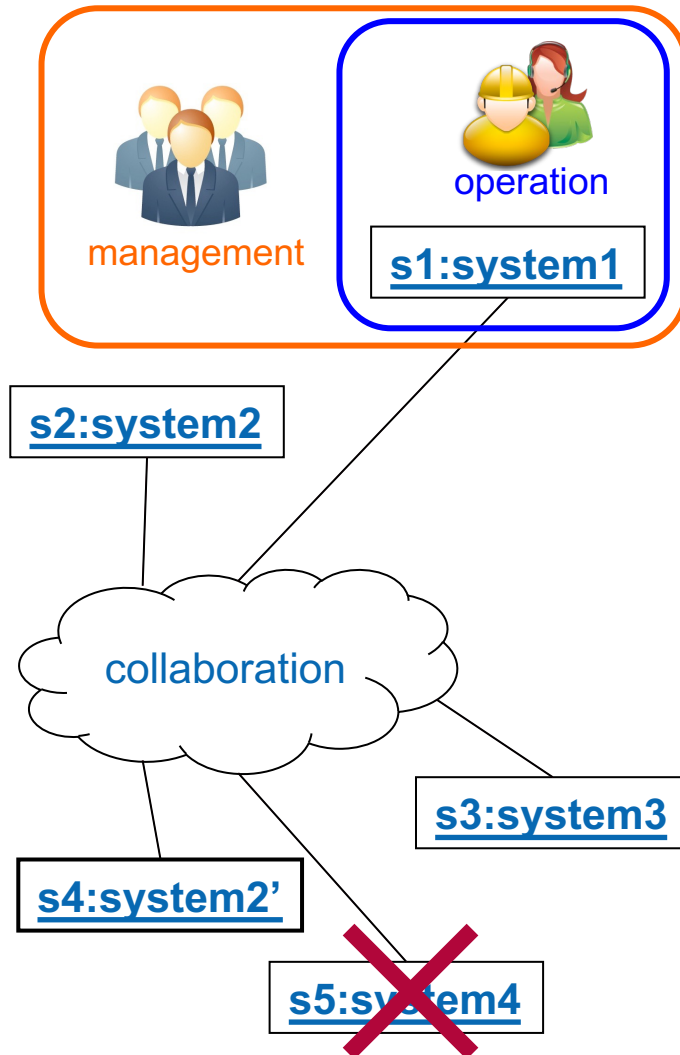 operation
management
s1:system1
s2:system2
collaboration
s3:system3
s4:system2’
s5:system4